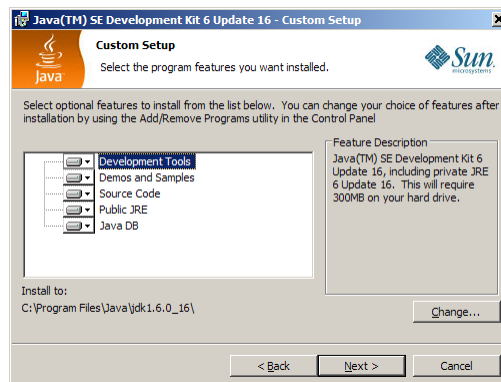 Java(TM) SE Development Kit 6 Update 16 - Custom Setup
Custom Setup
Select the program features you want installed.
Java
Sun
microsystems
Select optional features to install from the list below. You can change your choice of features after
installation by using the Add/Remove Programs utility in the Control Panel
Development Tools
Demos and Samples
Source Code
Public JRE
Java DB
Feature Description
Java(TM) SE Development Kit 6
Update 16, including private JRE
6 Update 16. This will require
300MB on your hard drive.
Install to:
C:\Program Files\Java\jdk1.6.0_16\
Change...
< Back
Next >
Cancel